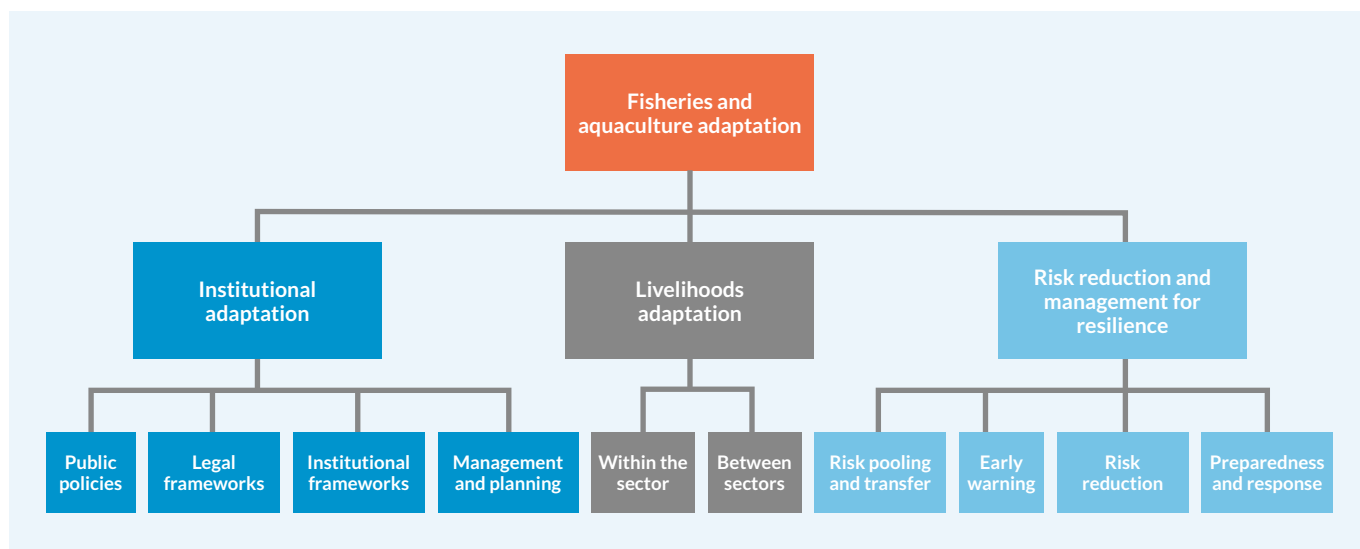 Fisheries and
aquaculture adaptation
Institutional
adaptation
Livelihoods
adaptation
Risk reduction and
management for
resilience
Public
policies
Legal
frameworks
Institutional
frameworks
Management
and planning
Within the
sector
Between
sectors
Risk pooling
and transfer
Early
warning
Risk
reduction
Preparedness
and response